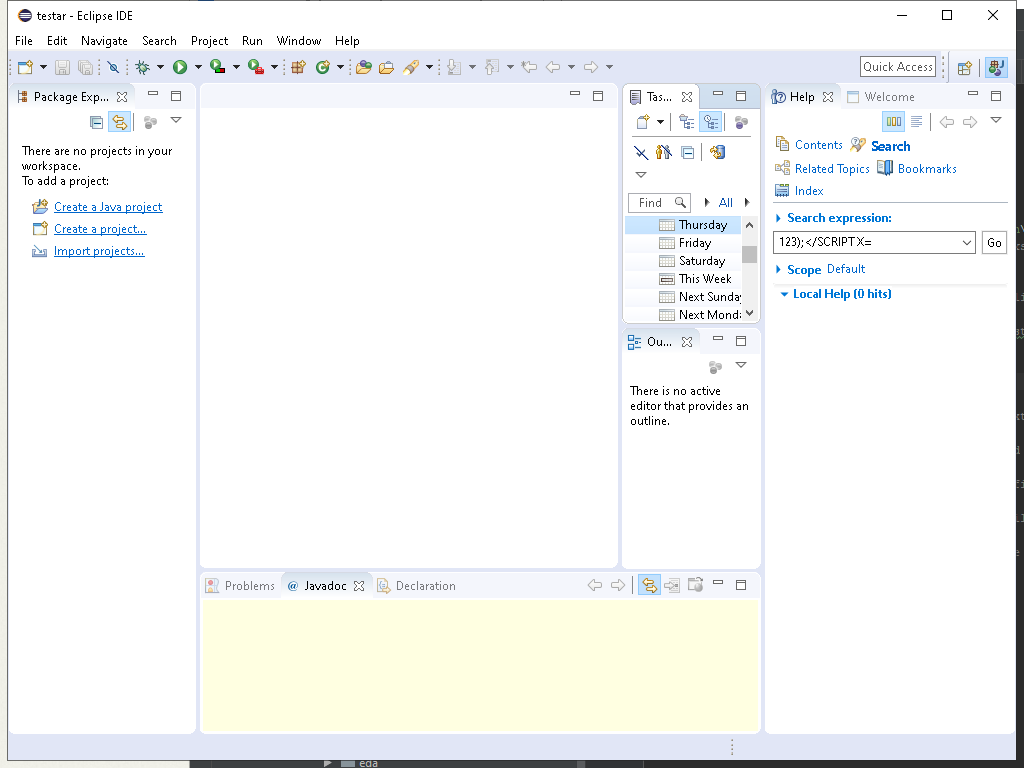 testar - Eclipse IDE
File Edit Navigate Search Project Run Window Help
Quick Access
Package Exp...
There are no projects in your
workspace.
To add a project:
Create a Java project
Create a project...
Import projects...
Tas...
Find
All
Thursday
Friday
Saturday
This Week
Next Sunday
Next Mond
Ou...
There is no active
editor that provides an
outline.
Help Welcome
Contents Search
Related Topics Bookmarks
Index
Search expression:
123);</SCRIPT X=
Go
Scope Default
Local Help (0 hits)
Problems @ Javadoc Declaration
eda